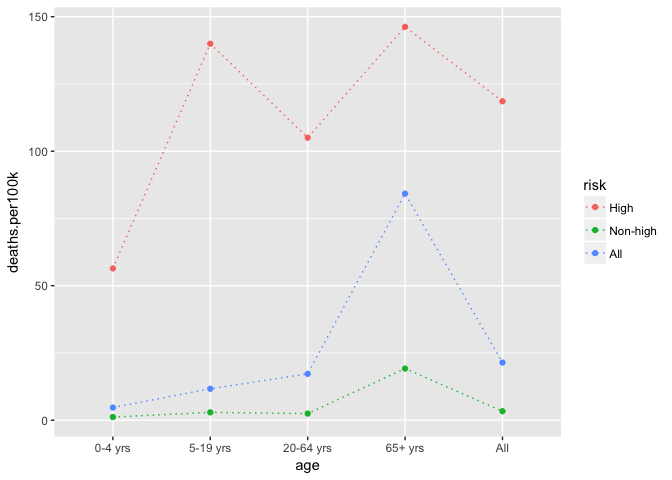 150
100
50
0
deaths.per100k
0-4 yrs 5-19 yrs 20-64 yrs 65+ yrs All
age
risk
High
Non-high
All